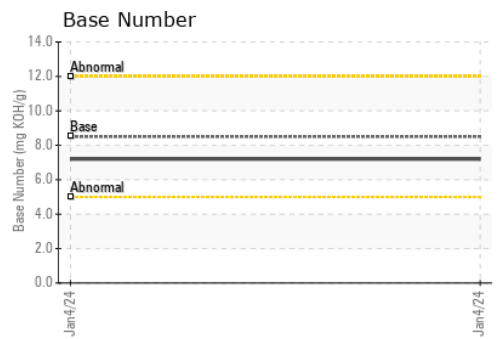 Base Number
Base Number (mg KOH/g)
14.0
12.0
10.0
8.0
6.0
4.0
2.0
0.0
Abnormal
Base
Abnormal
Jan4/24
Jan4/24